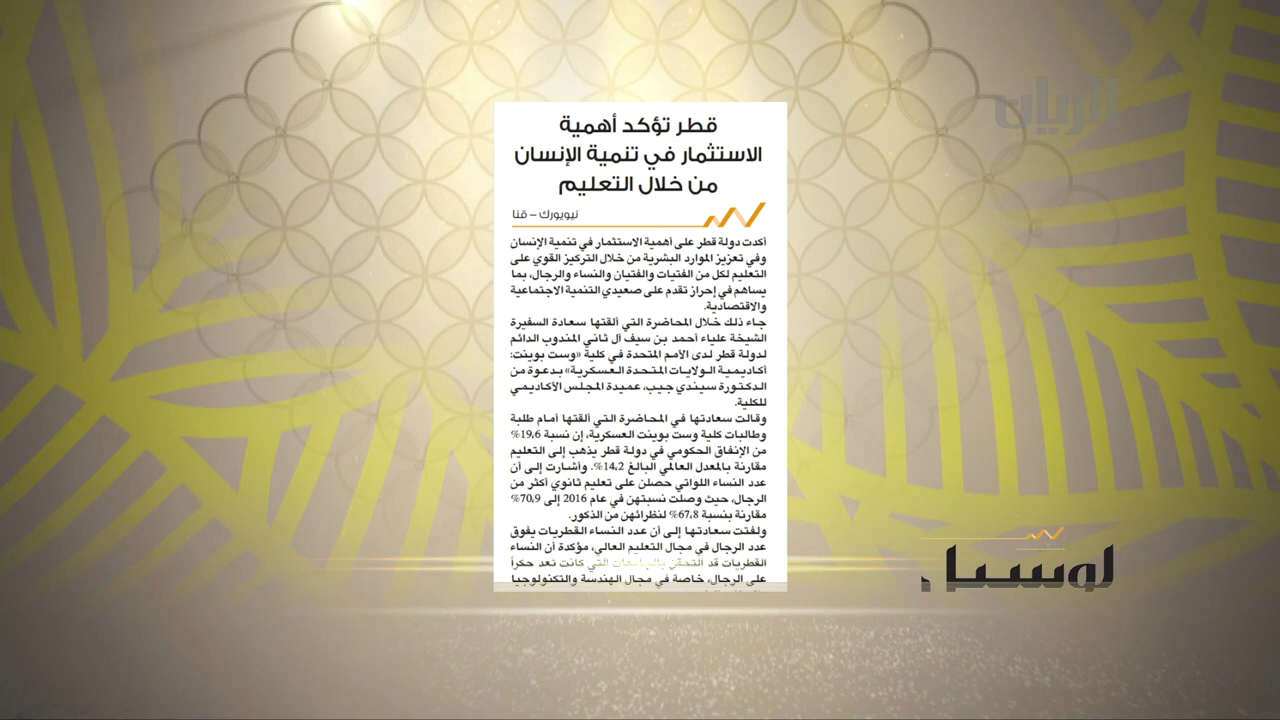 الريان
قطر تؤكد أهمية
الاستثمار في تنمية الإنسان
من خلال التعليم
نيويورك – قنا
أكدت دولة قطر على أهمية الاستثمار في تنمية الإنسان
وفي تعزيز الموارد البشرية من خلال التركيز القوي على
التعليم لكل من الفتيات والفتيان والنساء والرجال، بما
يساهم في إحراز تقدم على صعيدي التنمية الاجتماعية
والاقتصادية.
جاء ذلك خلال المحاضرة التي ألقتها سعادة السفيرة
الشيخة علياء أحمد بن سيف آل ثاني المندوب الدائم
لدولة قطر لدى الأمم المتحدة في كلية «وست بوينت:
أكاديمية الولايات المتحدة العسكرية» بدعوة من
الدكتورة سيندي جيب، عميدة المجلس الأكاديمي
للكلية.
وقالت سعادتها في المحاضرة التي ألقتها أمام طلبة
وطالبات كلية وست بوينت العسكرية، إن نسبة 19,6%
من الإنفاق الحكومي في دولة قطر يذهب إلى التعليم
مقارنة بالمعدل العالمي البالغ 14,2%. وأشارت إلى أن
عدد النساء اللواتي حصلن على تعليم ثانوي أكثر من
الرجال، حيث وصلت نسبتهن في عام 2016 إلى 70,9%
مقارنة بنسبة 67,8% لنظرائهن من الذكور.
ولفتت سعادتها إلى أن عدد النساء القطريات يفوق
عدد الرجال في مجال التعليم العالي، مؤكدة أن النساء
القطريات قد التحقن بالجامعات التي كانت تعد حكراً
على الرجال، خاصة في مجال الهندسة والتكنولوجيا
لوسيل